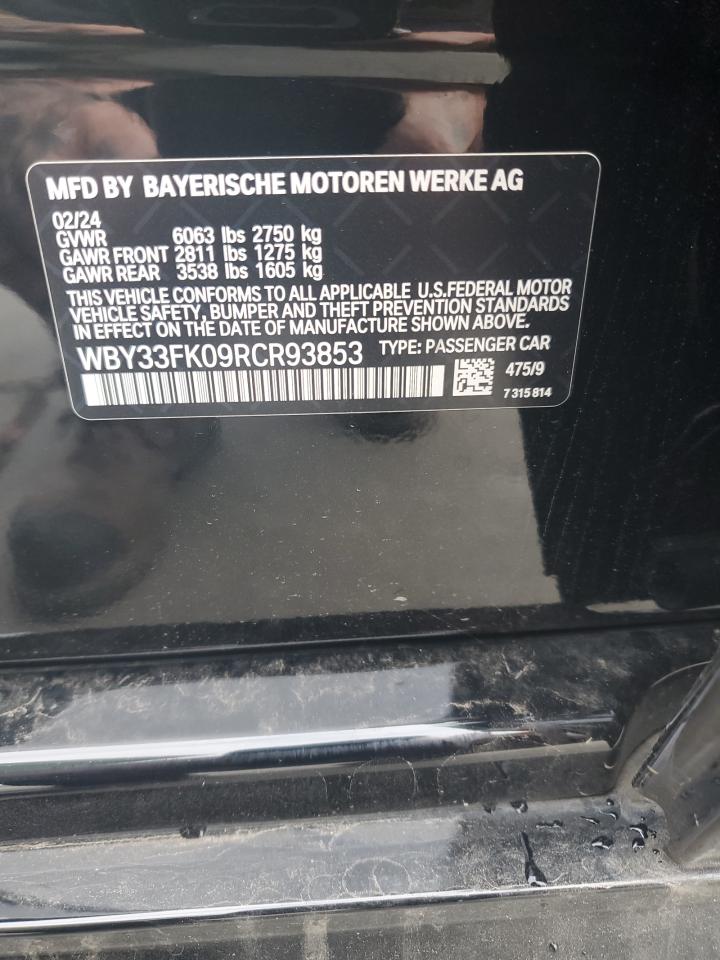 MFD BY BAYERISCHE MOTOREN WERKE AG
02/24
GVWR 6063 lbs 2750 kg
GAWR FRONT 2811 lbs 1275 kg
GAWR REAR 3538 lbs 1605 kg
THIS VEHICLE CONFORMS TO ALL APPLICABLE U.S.FEDERAL MOTOR
VEHICLE SAFETY, BUMPER AND THEFT PREVENTION STANDARDS
IN EFFECT ON THE DATE OF MANUFACTURE SHOWN ABOVE.
WBY33FK09RCR93853 TYPE: PASSENGER CAR
475/9
7 315 814